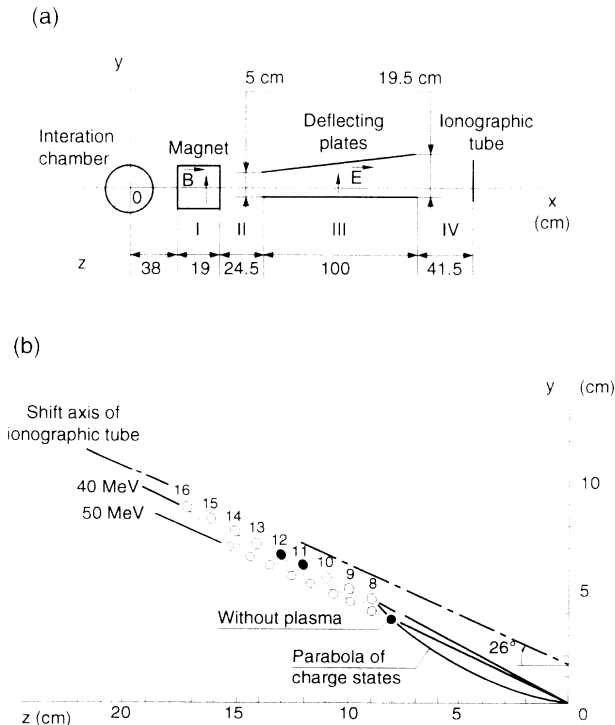 (a)
y
5 cm
19.5 cm
Interation
chamber
Magnet
Deflecting
plates
Ionographic
tube
B
E
0
x
(cm)
I
II
III
IV
z
38
19
24.5
100
41.5
(b)
y
(cm)
Shift axis of
ionographic tube
10
40 MeV
50 MeV
16
15
14
13
12
11
10
9
8
5
Without plasma
26°
Parabola of
charge states
z (cm)
20
15
10
5
0